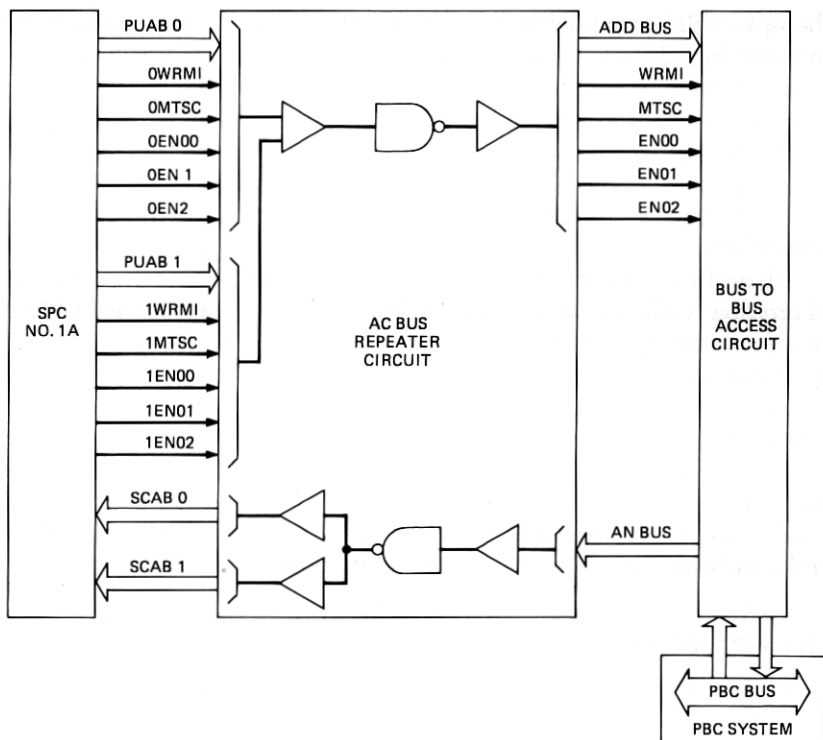 PUAB 0
0WRMI
0MTSC
0EN00
0EN 1
0EN2
PUAB 1
1WRMI
1MTSC
1EN00
1EN01
1EN02
SCAB 0
SCAB 1
SPC
NO. 1A
AC BUS
REPEATER
CIRCUIT
ADD BUS
WRMI
MTSC
EN00
EN01
EN02
AN BUS
BUS TO
BUS
ACCESS
CIRCUIT
PBC BUS
PBC SYSTEM